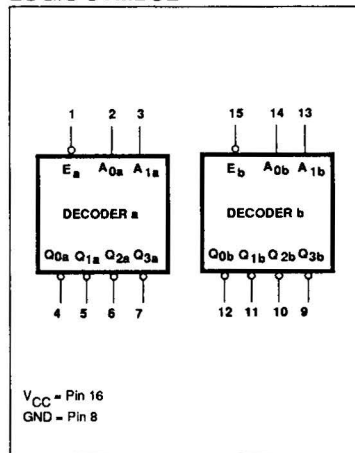 1 2 3 15 14 13
Ea A0a A1a Eb A0b A1b
DECODER a DECODER b
Q0a Q1a Q2a Q3a Q0b Q1b Q2b Q3b
4 5 6 7 12 11 10 9
VCC = Pin 16
GND = Pin 8